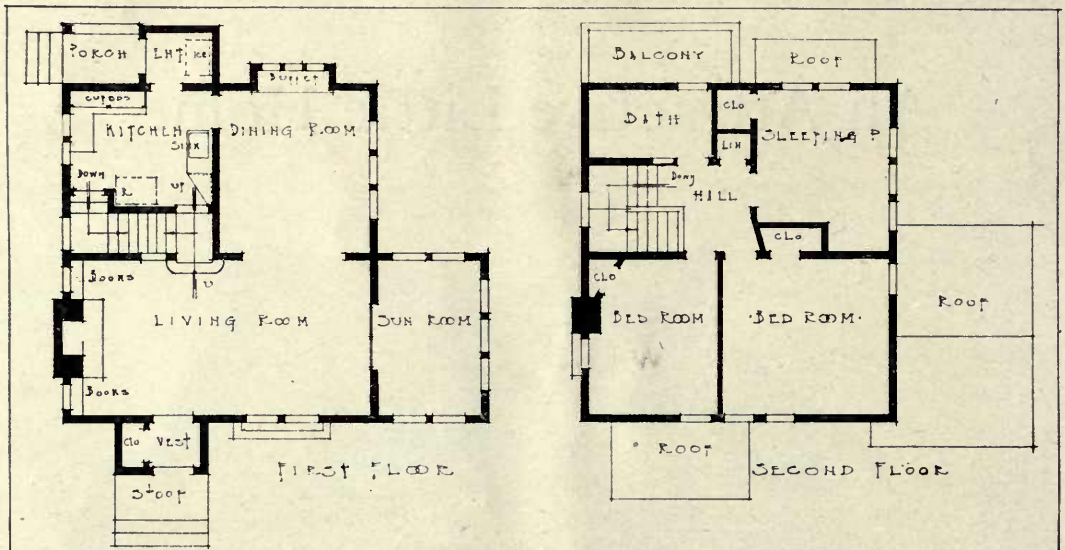 PORCH
ENT
ICE
BUFFET
CUPBDS
KITCHEN
DINING ROOM
SINK
DOWN
R
UP
BOOKS
U
LIVING ROOM
SUN ROOM
BOOKS
CLO
VEST
FIRST FLOOR
STOOP
BALCONY
ROOF
CLO
BATH
SLEEPING P
LIN
DOWN
HALL
CLO
CLO
ROOF
BED ROOM
BED ROOM
ROOF
SECOND FLOOR